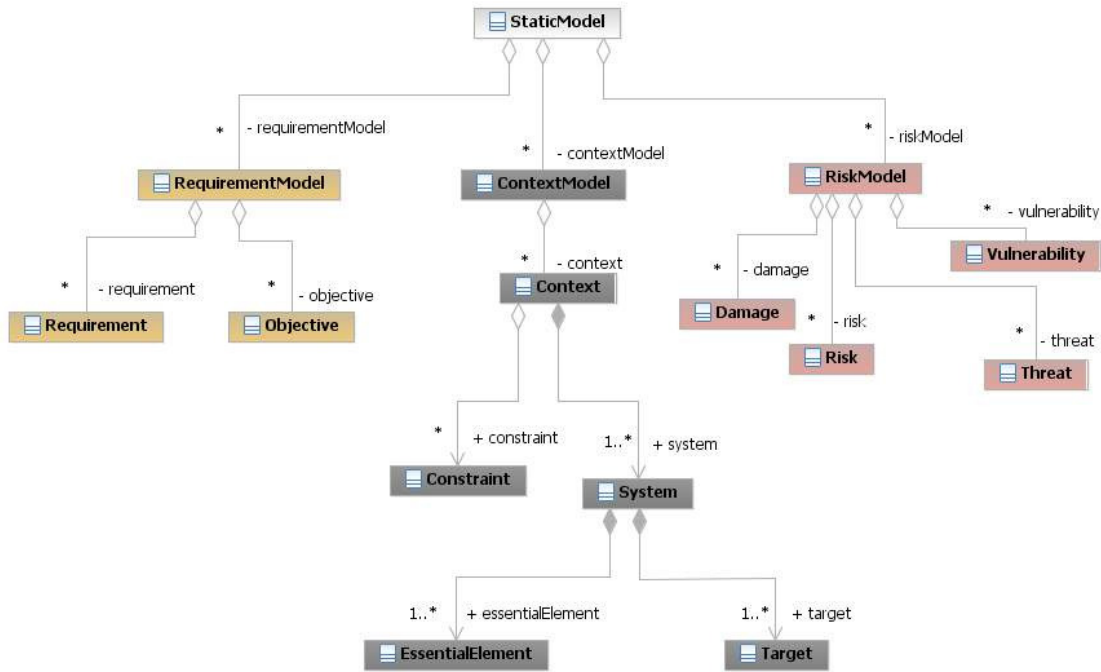 StaticModel
* - requirementModel
* - contextModel
* - riskModel
RequirementModel
ContextModel
RiskModel
* - vulnerability
Vulnerability
* - context
Context
* - damage
Damage
* - requirement
* - objective
Requirement
Objective
* - risk
Risk
* - threat
Threat
* + constraint
1..* + system
Constraint
System
1..* + essentialElement
1..* + target
EssentialElement
Target